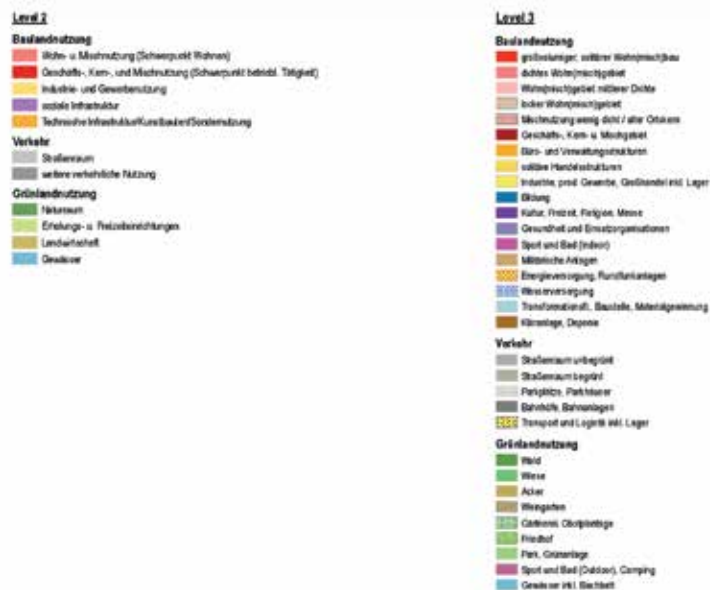 Level 2
Baulandnutzung
Wohn- u. Mischnutzung (Schwerpunkt Wohnen)
Geschäfts-, Kern-, und Mischnutzung (Schwerpunkt betriebl. Tätigkeit)
Industrie- und Gewerbenutzung
soziale Infrastruktur
Technische Infrastruktur/Kunstbauten/Sondernutzung
Verkehr
Straßenraum
weitere verkehrliche Nutzung
Grünlandnutzung
Naturraum
Erholungs- u. Freizeiteinrichtungen
Landwirtschaft
Gewässer
Level 3
Baulandnutzung
großvolumiger, solitärer Wohn(misch)bau
dichtes Wohn(misch)gebiet
Wohn(misch)gebiet mittlerer Dichte
locker Wohn(misch)gebiet
Mischnutzung wenig dicht / alter Ortskern
Geschäfts-, Kern- u. Mischgebiet
Büro- und Verwaltungsstrukturen
solitäre Handelsstrukturen
Industrie, prod. Gewerbe, Großhandel inkl. Lager
Bildung
Kultur, Freizeit, Religion, Messe
Gesundheit und Einsatzorganisationen
Sport und Bad (Indoor)
Militärische Anlagen
Energieversorgung, Rundfunkanlagen
Wasserversorgung
Transformationsfl., Baustelle, Materialgewinnung
Kläranlage, Deponie
Verkehr
Straßenraum unbegrünt
Straßenraum begrünt
Parkplätze, Parkhäuser
Bahnhöfe, Bahnanlagen
Transport und Logistik inkl. Lager
Grünlandnutzung
Wald
Wiese
Acker
Weingarten
Gärtnerei, Obstplantage
Friedhof
Park, Grünanlage
Sport und Bad (Outdoor), Camping
Gewässer inkl. Bachbett